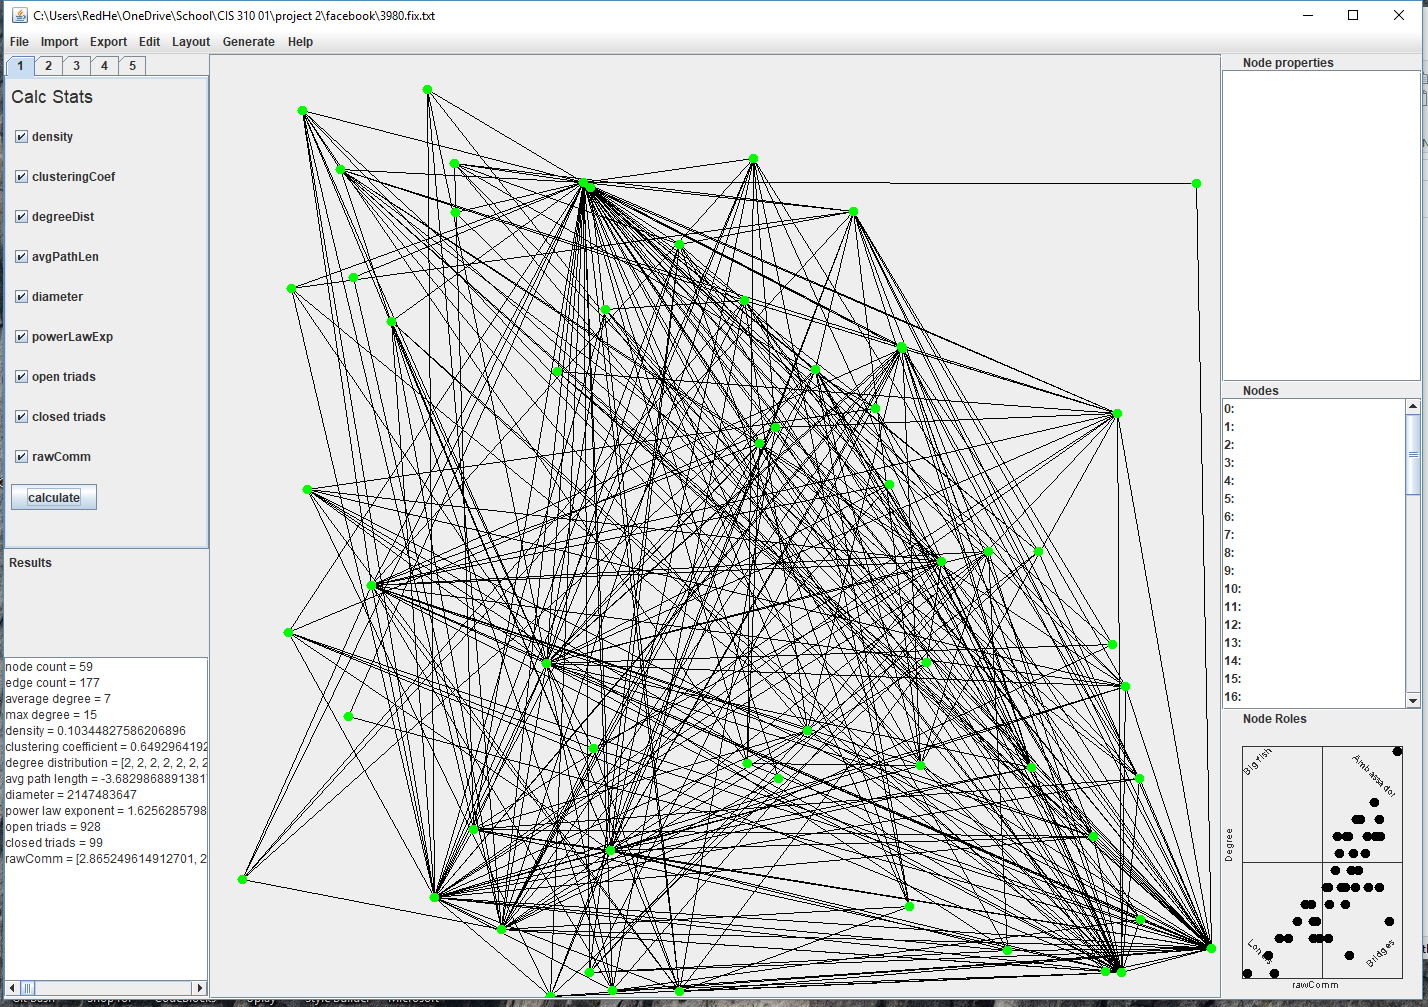 C:\Users\RedHe\OneDrive\School\CIS 310 01\project 2\facebook\3980.fix.txt
File Import Export Edit Layout Generate Help
1 2 3 4 5
Calc Stats
density
clusteringCoef
degreeDist
avgPathLen
diameter
powerLawExp
open triads
closed triads
rawComm
calculate
Results
node count = 59
edge count = 177
average degree = 7
max degree = 15
density = 0.10344827586206896
clustering coefficient = 0.6492964192
degree distribution = [2, 2, 2, 2, 2, 2, 2
avg path length = -3.6829868891381
diameter = 2147483647
power law exponent = 1.6256285798
open triads = 928
closed triads = 99
rawComm = [2.865249614912701, 2
Node properties
Nodes
0:
1:
2:
3:
4:
5:
6:
7:
8:
9:
10:
11:
12:
13:
14:
15:
16:
Node Roles
Big fish
Ambassador
Degree
Bridges
rawComm